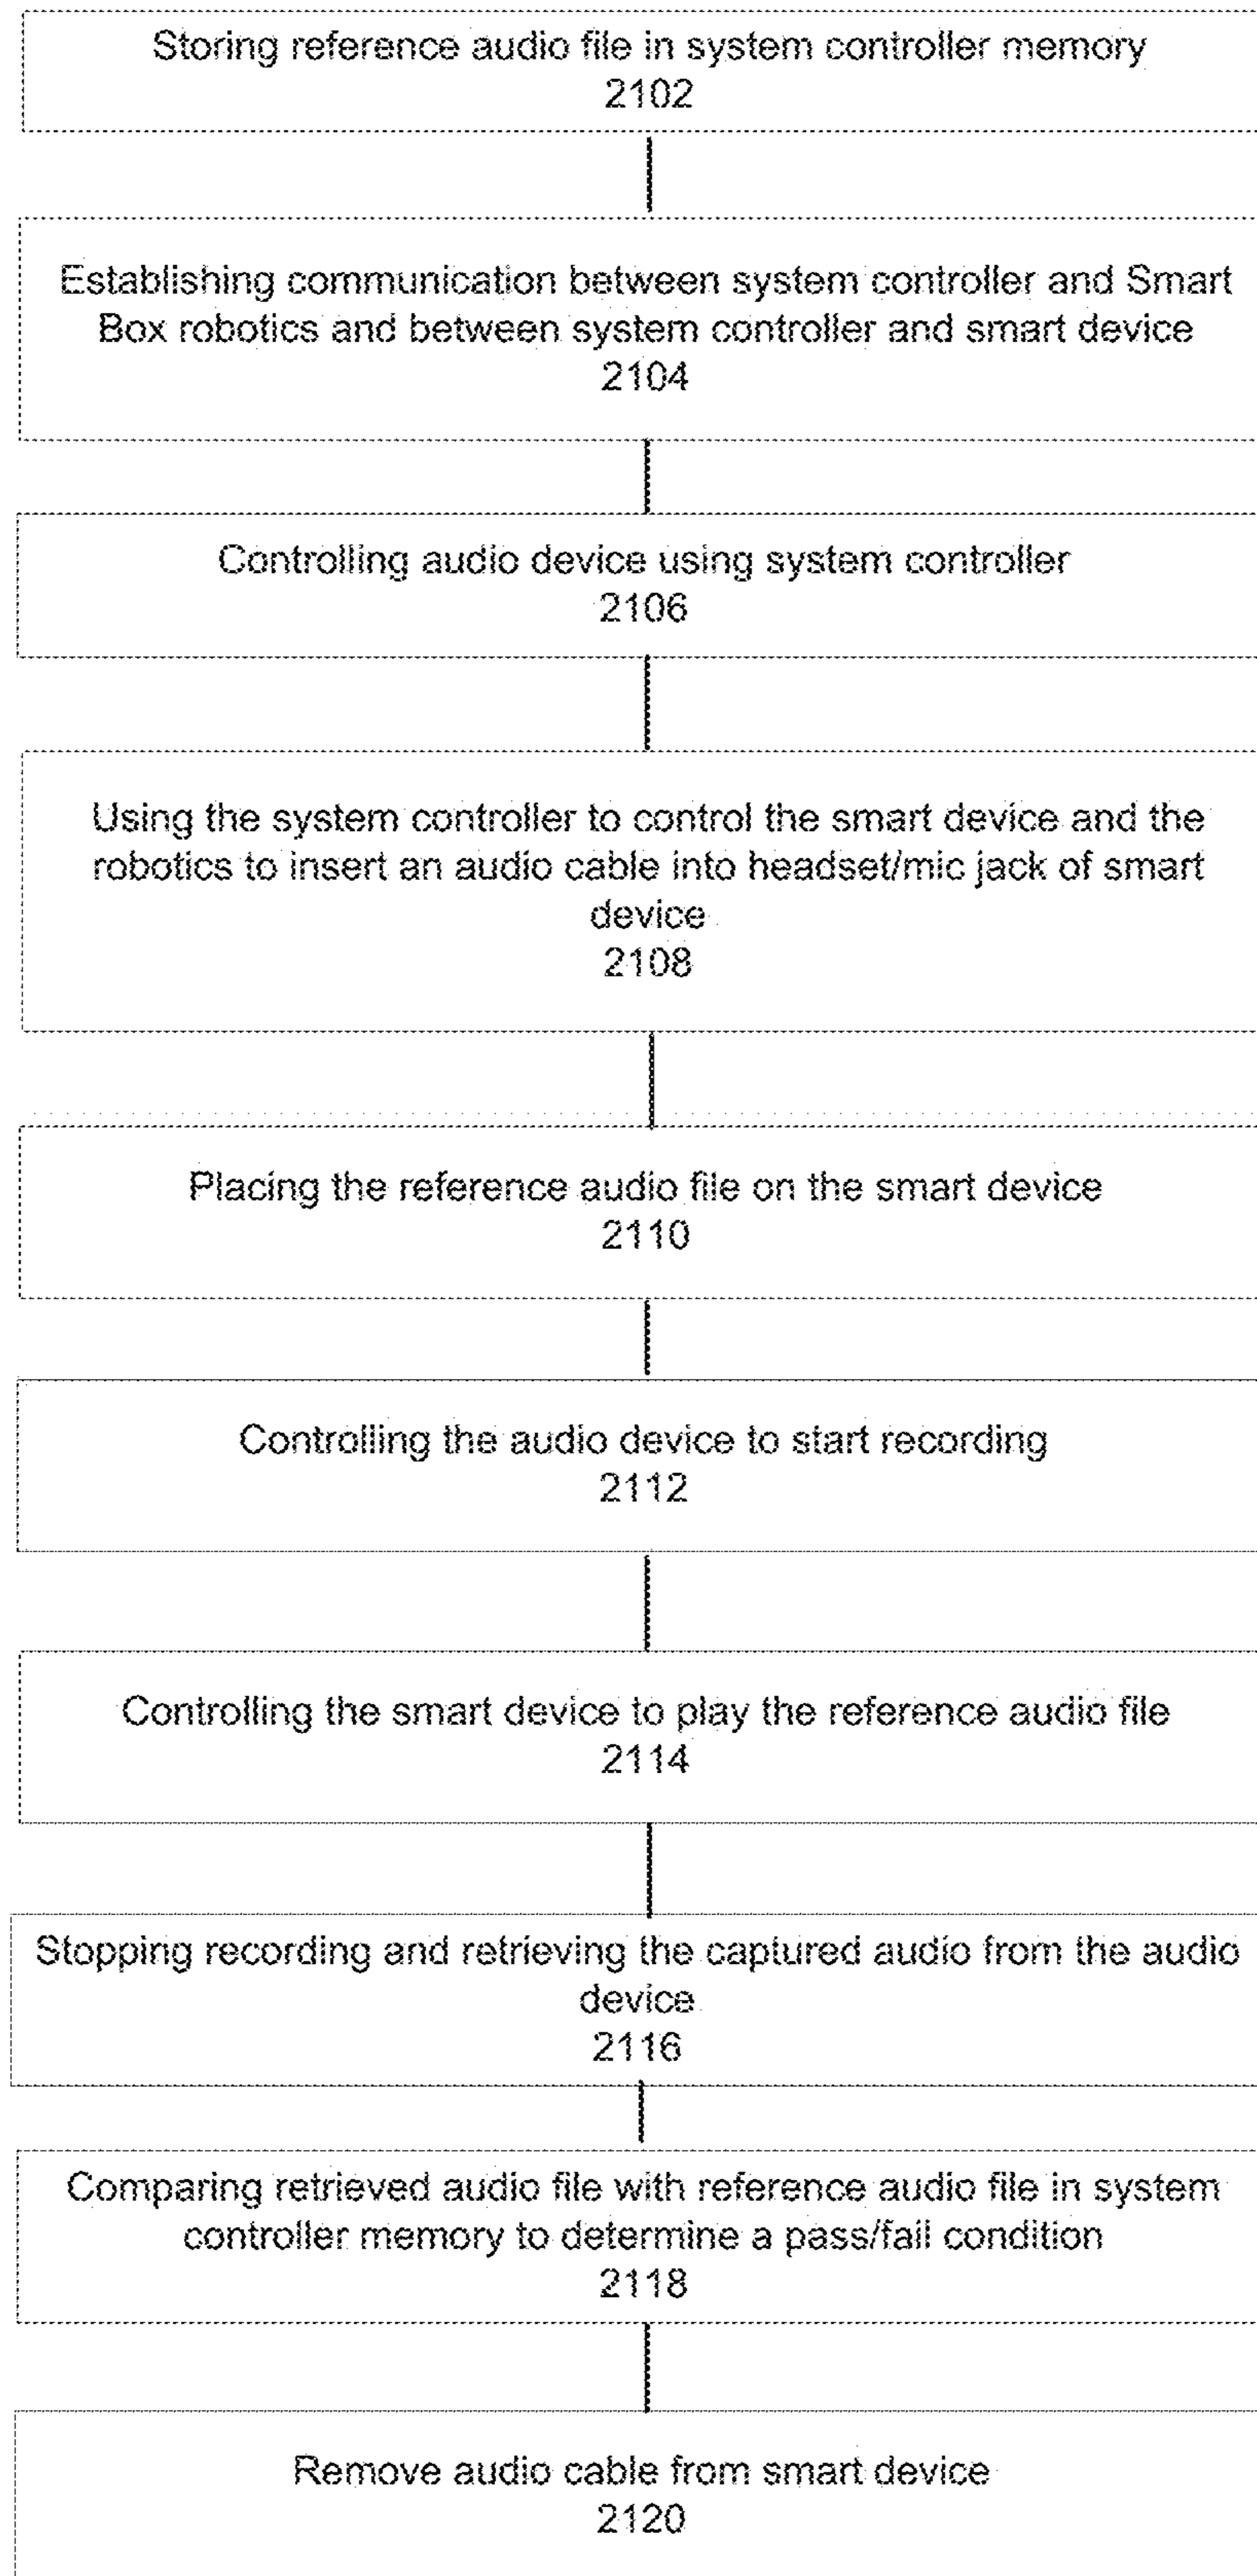 Storing reference audio file in system controller memory
2102
Establishing communication between system controller and Smart
Box robotics and between system controller and smart device
2104
Controlling audio device using system controller
2106
Using the system controller to control the smart device and the
robotics to insert an audio cable into headset/mic jack of smart
device
2108
Placing the reference audio file on the smart device
2110
Controlling the audio device to start recording
2112
Controlling the smart device to play the reference audio file
2114
Stopping recording and retrieving the captured audio from the audio
device
2116
Comparing retrieved audio file with reference audio file in system
controller memory to determine a pass/fail condition
2118
Remove audio cable from smart device
2120